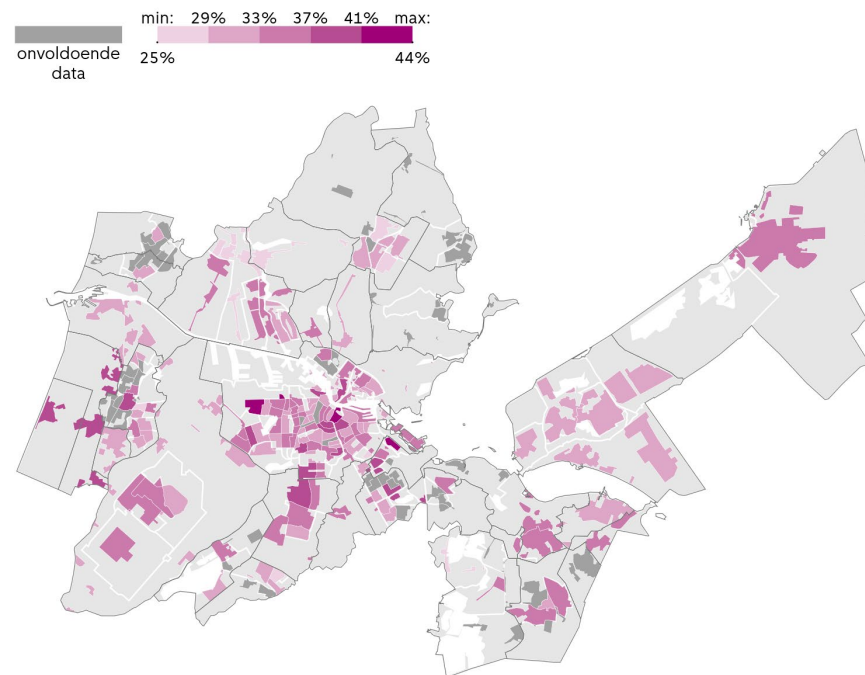 min: 29% 33% 37% 41% max:
25% 44%
onvoldoende
data